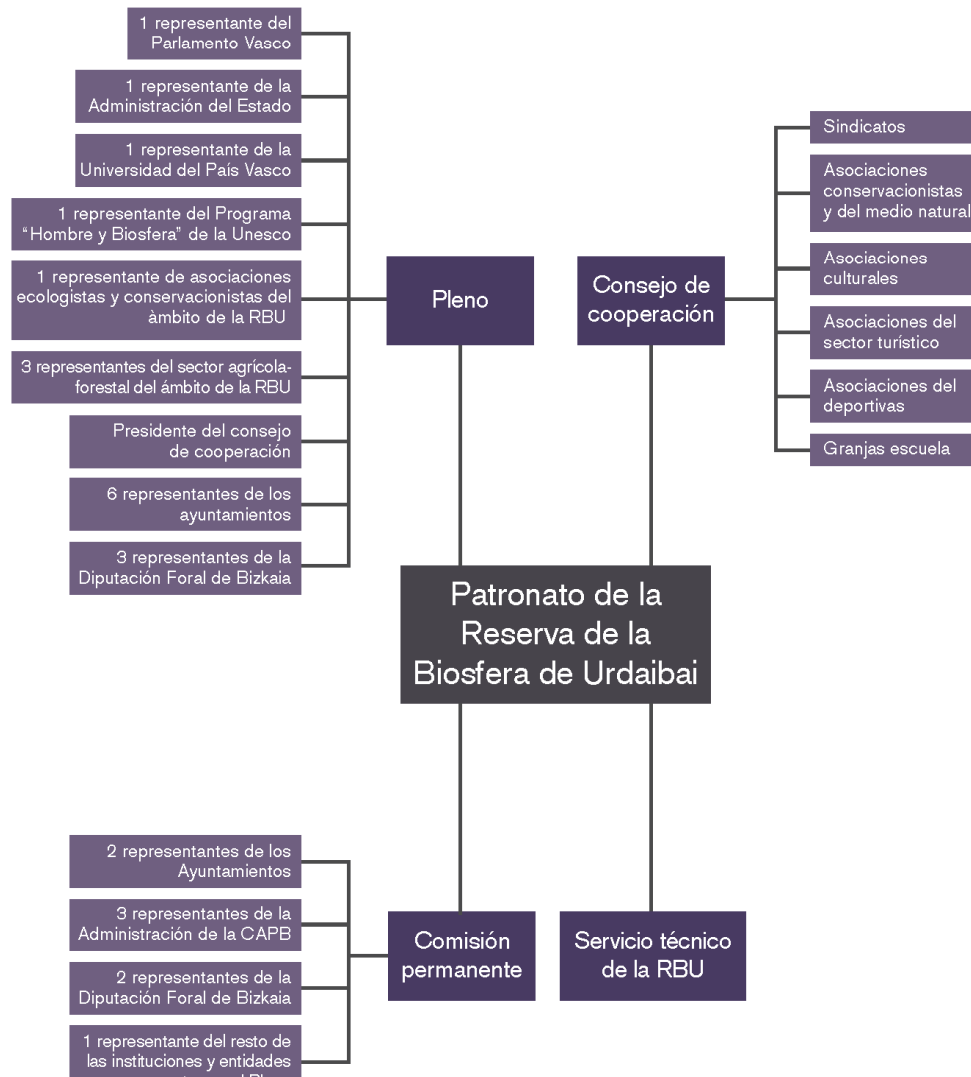 1 representante del
Parlamento Vasco
1 representante de la
Administración del Estado
1 representante de la
Universidad del País Vasco
1 representante del Programa
“Hombre y Biosfera” de la Unesco
1 representante de asociaciones
ecologistas y conservacionistas del
àmbito de la RBU
3 representantes del sector agrícola-
forestal del ámbito de la RBU
Presidente del consejo
de cooperación
6 representantes de los
ayuntamientos
3 representantes de la
Diputación Foral de Bizkaia
Pleno
Consejo de
cooperación
Sindicatos
Asociaciones
conservacionistas
y del medio natural
Asociaciones
culturales
Asociaciones del
sector turístico
Asociaciones del
deportivas
Granjas escuela
Patronato de la
Reserva de la
Biosfera de Urdaibai
2 representantes de los
Ayuntamientos
3 representantes de la
Administración de la CAPB
2 representantes de la
Diputación Foral de Bizkaia
1 representante del resto de
las instituciones y entidades
Comisión
permanente
Servicio técnico
de la RBU